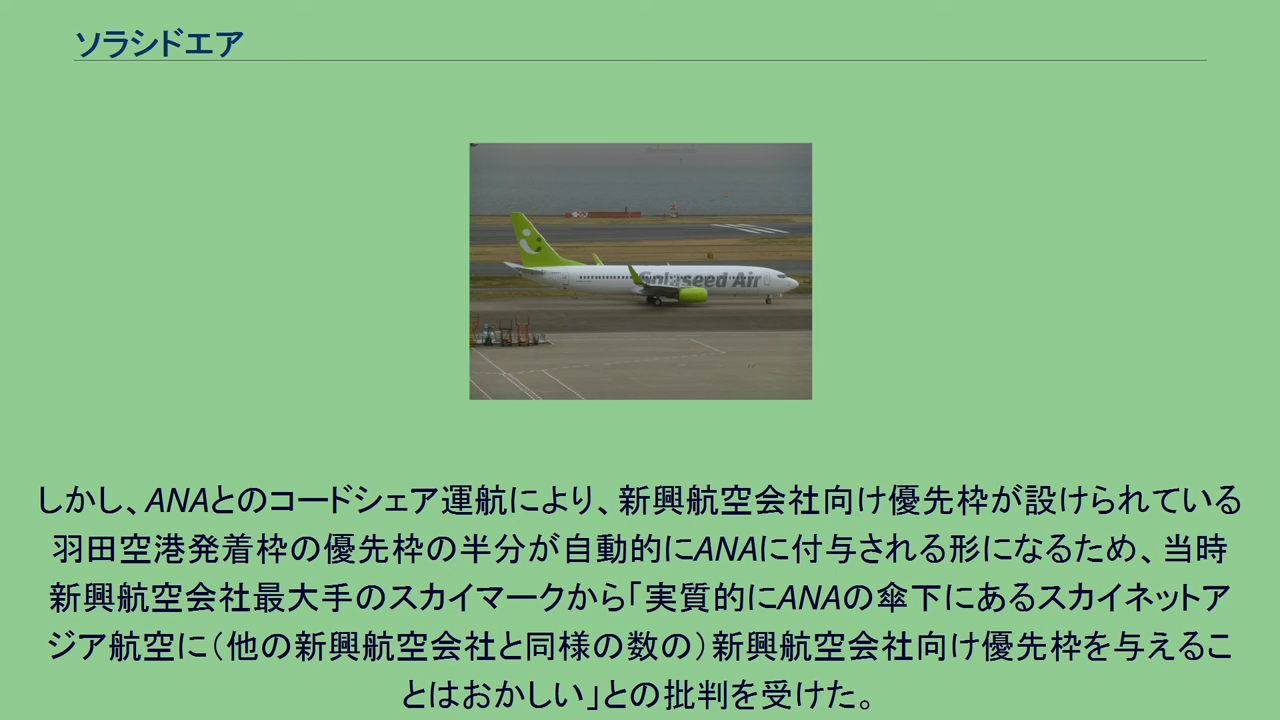 ソラシドエア
Solaseed Air
しかし、ANAとのコードシェア運航により、新興航空会社向け優先枠が設けられている
羽田空港発着枠の優先枠の半分が自動的にANAに付与される形になるため、当時
新興航空会社最大手のスカイマークから「実質的にANAの傘下にあるスカイネットア
ジア航空に（他の新興航空会社と同様の数の）新興航空会社向け優先枠を与えるこ
とはおかしい」との批判を受けた。